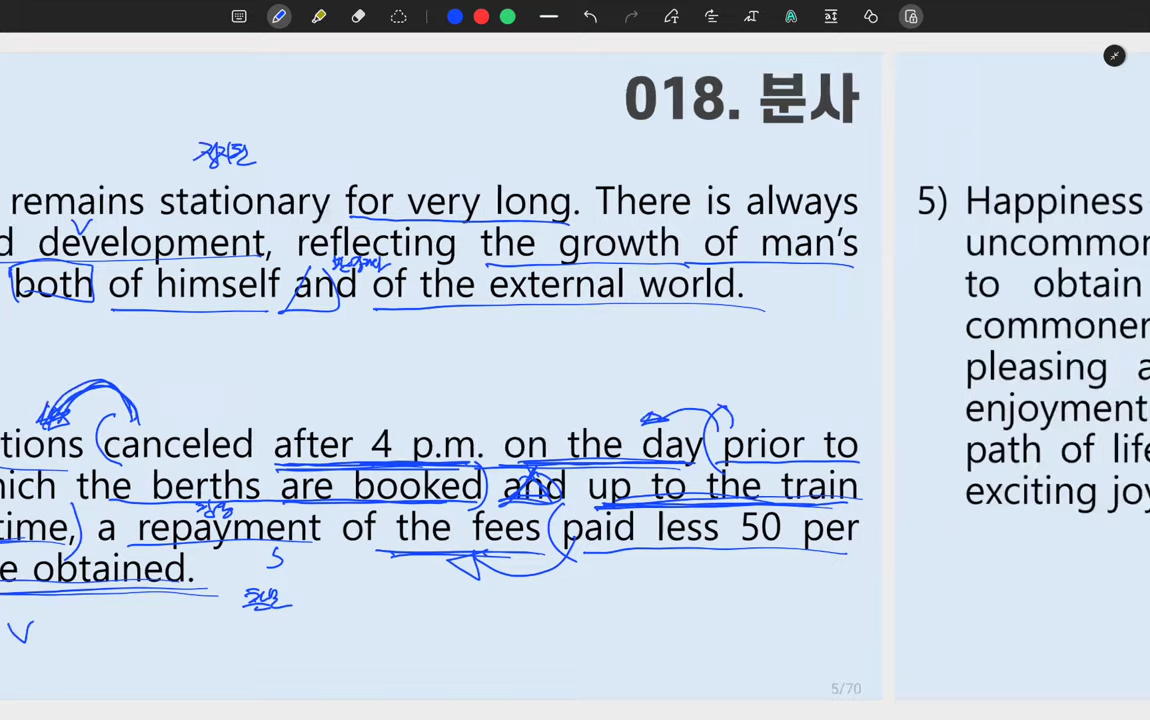 018. 분사
정지된
remains stationary for very long. There is always
V
d development, reflecting the growth of man's
both of himself and of the external world.
tions canceled after 4 p.m. on the day prior to
hich the berths are booked and up to the train
time, a repayment of the fees paid less 50 per
S
e obtained.
V
5/70
5) Happiness
uncommon
to obtain
commoner
pleasing a
enjoyment
path of life
exciting joy